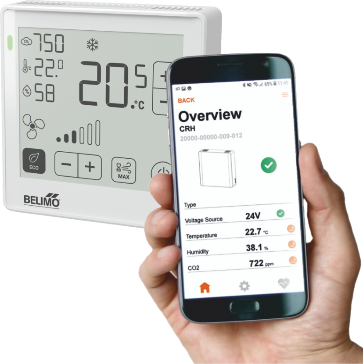 750
22.0
58
20.5
°C
ECO
MAX
BELIMO
BACK
Overview
CRH
20000-00000-009-012
Type
Voltage Source 24V
Temperature 22.7 °C
Humidity 38.1 %
CO2 722 ppm